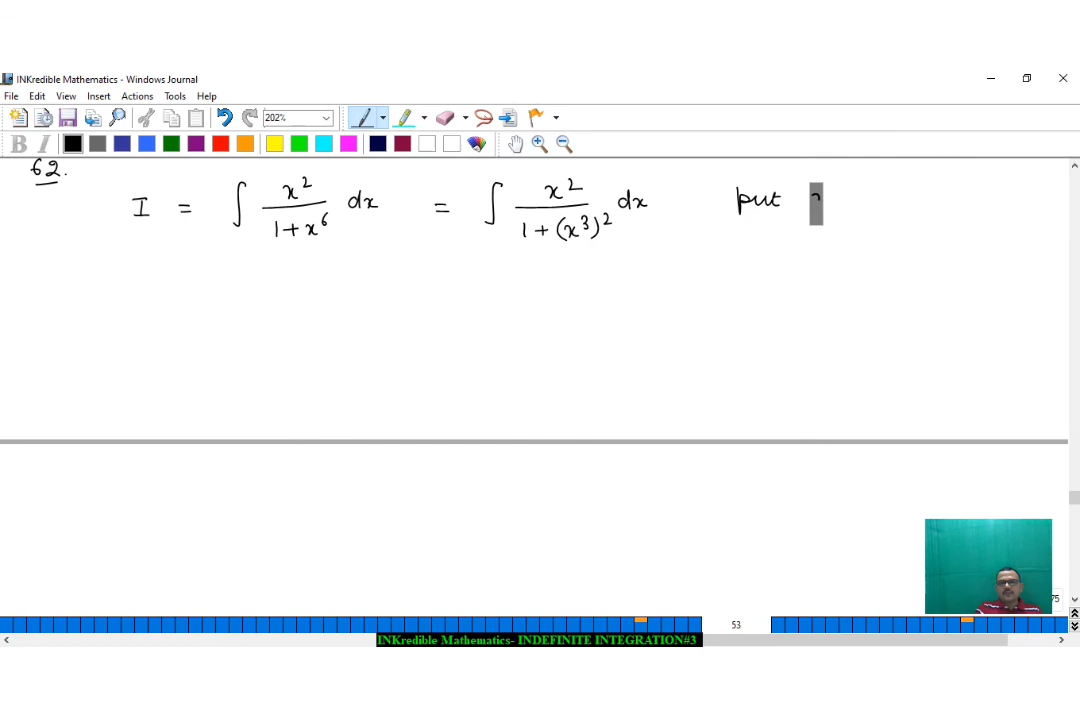 INKredible Mathematics - Windows Journal
File Edit View Insert Actions Tools Help
202%
B I
62.
I = ∫ x²/(1+x⁶) dx = ∫ x²/(1+(x³)²) dx put
75
53
INKredible Mathematics- INDEFINITE INTEGRATION#3